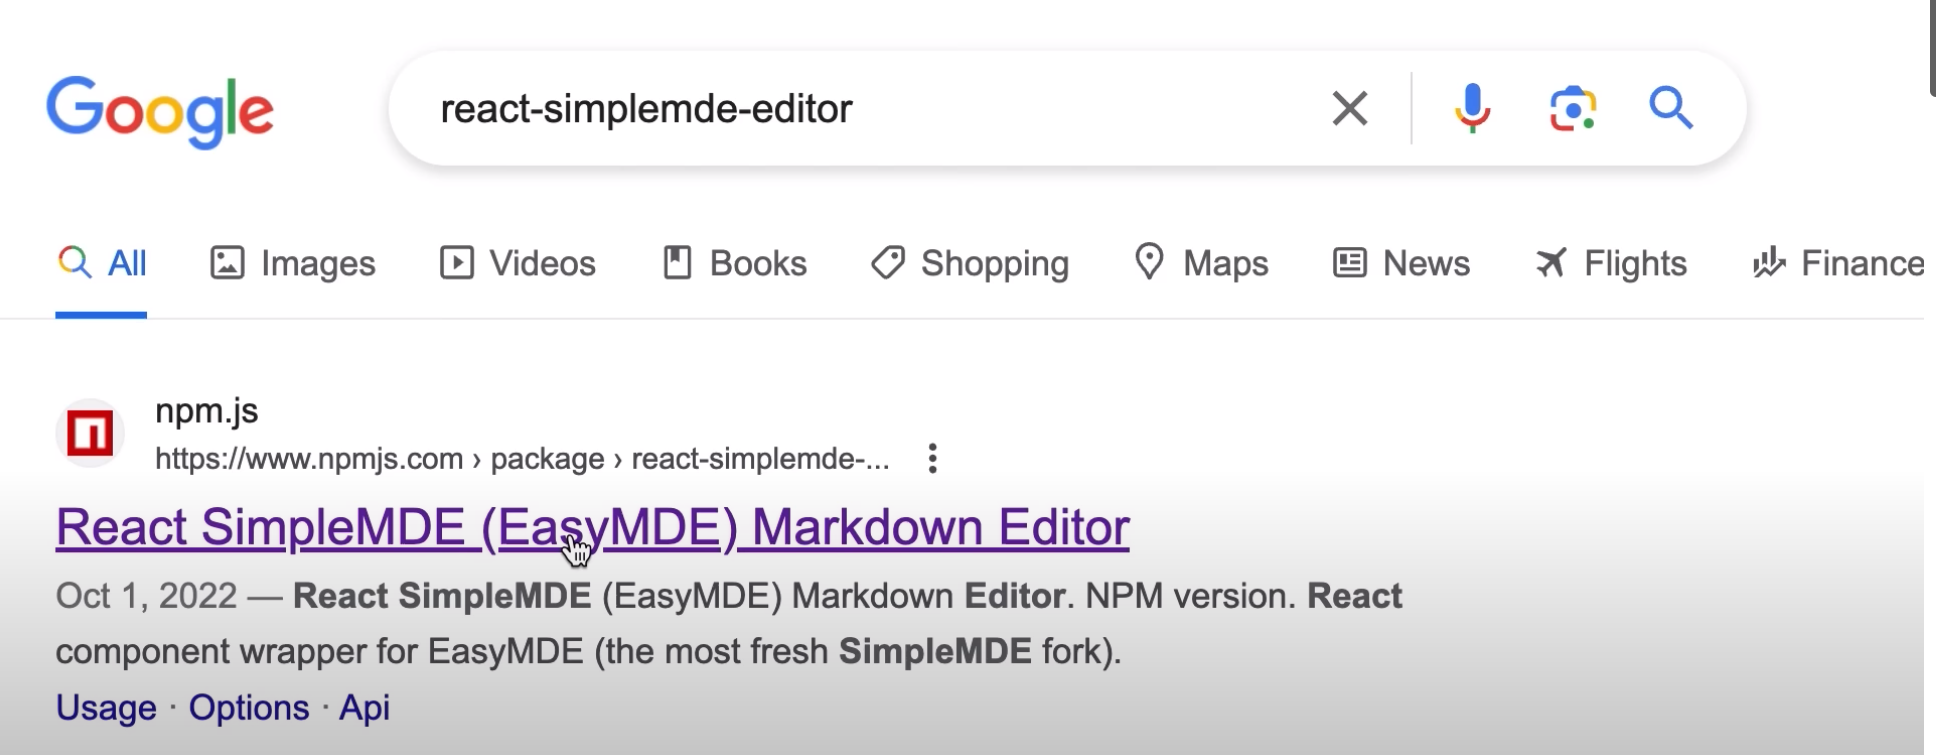 Google
react-simplemde-editor
All Images Videos Books Shopping Maps News Flights Finance
npm.js
https://www.npmjs.com › package › react-simplemde-...
React SimpleMDE (EasyMDE) Markdown Editor
Oct 1, 2022 — React SimpleMDE (EasyMDE) Markdown Editor. NPM version. React
component wrapper for EasyMDE (the most fresh SimpleMDE fork).
Usage · Options · Api